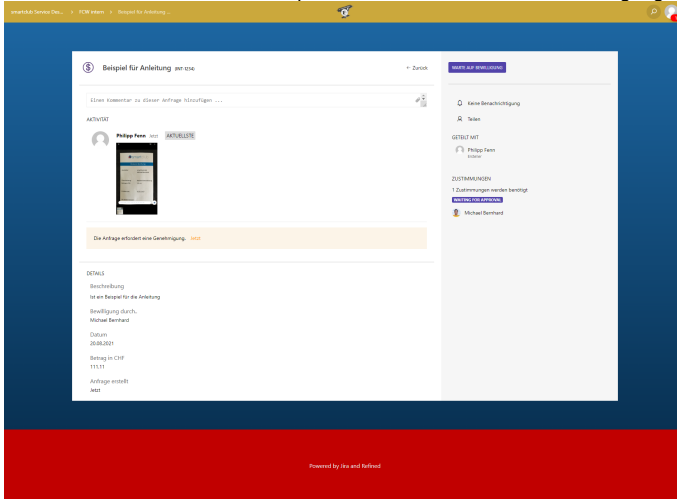 smartclub Service Des... > FCW Intern > Beispiel für Anleitung ...
Beispiel für Anleitung INT-1234)
← Zurück
Einen Kommentar zu dieser Anfrage hinzufügen ...
AKTIVITÄT
Philipp Fenn Jetzt AKTUELLSTE
Die Anfrage erfordert eine Genehmigung. Jetzt
DETAILS
Beschreibung
Ist ein Beispiel für die Anleitung
Bewilligung durch..
Michael Bernhard
Datum
20.08.2021
Betrag in CHF
111.11
Anfrage erstellt
Jetzt
WARTE AUF BEWILLIGUNG
Keine Benachrichtigung
Teilen
GETEILT MIT
Philipp Fenn
Ersteller
ZUSTIMMUNGEN
1 Zustimmungen werden benötigt
WAITING FOR APPROVAL
Michael Bernhard
Powered by Jira and Refined